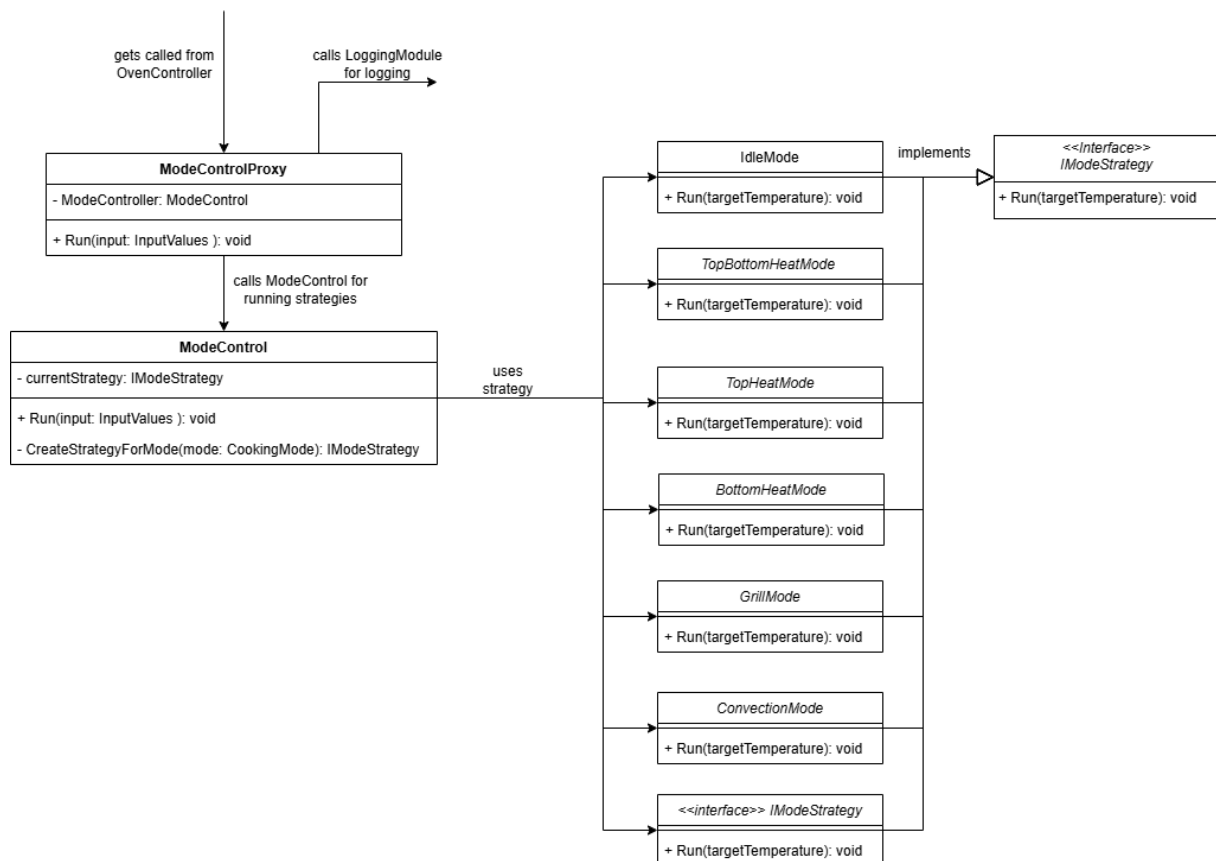 gets called from
OvenController
calls LoggingModule
for logging
ModeControlProxy
- ModeController: ModeControl
+ Run(input: InputValues ): void
calls ModeControl for
running strategies
ModeControl
- currentStrategy: IModeStrategy
+ Run(input: InputValues ): void
- CreateStrategyForMode(mode: CookingMode): IModeStrategy
uses
strategy
IdleMode
+ Run(targetTemperature): void
TopBottomHeatMode
+ Run(targetTemperature): void
TopHeatMode
+ Run(targetTemperature): void
BottomHeatMode
+ Run(targetTemperature): void
GrillMode
+ Run(targetTemperature): void
ConvectionMode
+ Run(targetTemperature): void
<<interface>> IModeStrategy
+ Run(targetTemperature): void
implements
<<Interface>>
IModeStrategy
+ Run(targetTemperature): void